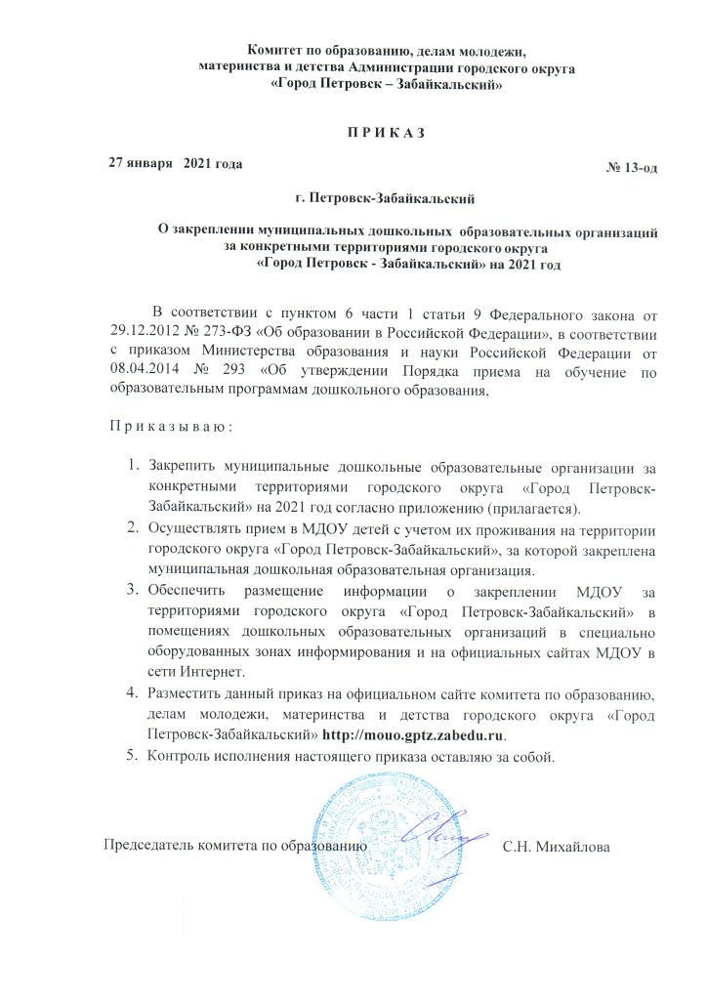 Комитет по образованию, делам молодежи,
материнства и детства Администрации городского округа
«Город Петровск – Забайкальский»
П Р И К А З
27 января 2021 года № 13-од
г. Петровск-Забайкальский
О закреплении муниципальных дошкольных образовательных организаций
за конкретными территориями городского округа
«Город Петровск - Забайкальский» на 2021 год
В соответствии с пунктом 6 части 1 статьи 9 Федерального закона от
29.12.2012 № 273-ФЗ «Об образовании в Российской Федерации», в соответствии
с приказом Министерства образования и науки Российской Федерации от
08.04.2014 № 293 «Об утверждении Порядка приема на обучение по
образовательным программам дошкольного образования,
П р и к а з ы в а ю :
1. Закрепить муниципальные дошкольные образовательные организации за
конкретными территориями городского округа «Город Петровск-
Забайкальский» на 2021 год согласно приложению (прилагается).
2. Осуществлять прием в МДОУ детей с учетом их проживания на территории
городского округа «Город Петровск-Забайкальский», за которой закреплена
муниципальная дошкольная образовательная организация.
3. Обеспечить размещение информации о закреплении МДОУ за
территориями городского округа «Город Петровск-Забайкальский» в
помещениях дошкольных образовательных организаций в специально
оборудованных зонах информирования и на официальных сайтах МДОУ в
сети Интернет.
4. Разместить данный приказ на официальном сайте комитета по образованию,
делам молодежи, материнства и детства городского округа «Город
Петровск-Забайкальский» http://mouo.gptz.zabedu.ru.
5. Контроль исполнения настоящего приказа оставляю за собой.
Председатель комитета по образованию С.Н. Михайлова